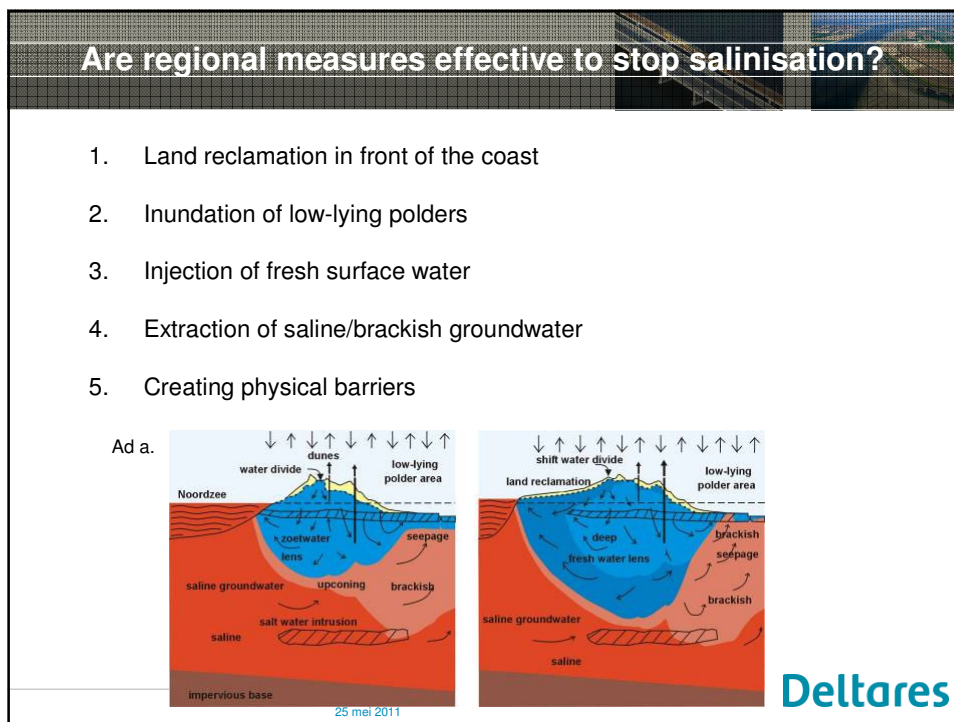 Are regional measures effective to stop salinisation?
1. Land reclamation in front of the coast
2. Inundation of low-lying polders
3. Injection of fresh surface water
4. Extraction of saline/brackish groundwater
5. Creating physical barriers
Ad a.
dunes
water divide
low-lying
polder area
Noordzee
zoetwater
seepage
lens
saline groundwater
upconing
brackish
salt water intrusion
saline
impervious base
shift water divide
land reclamation
low-lying
polder area
deep
brackish
fresh water lens
seepage
brackish
saline groundwater
saline
25 mei 2011
Deltares